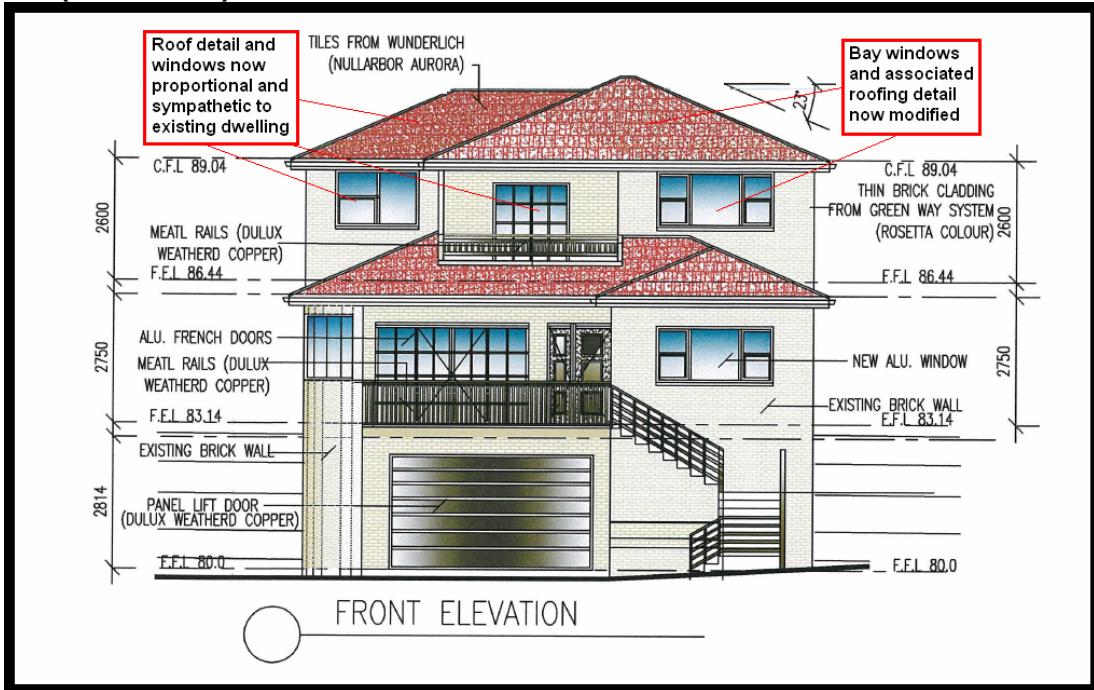 Roof detail and
windows now
proportional and
sympathetic to
existing dwelling
TILES FROM WUNDERLICH
(NULLARBOR AURORA)
Bay windows
and associated
roofing detail
now modified
23°
C.F.L 89.04
C.F.L 89.04
2600
2600
THIN BRICK CLADDING
FROM GREEN WAY SYSTEM
(ROSETTA COLOUR)
MEATL RAILS (DULUX
WEATHERD COPPER)
F.F.L 86.44
F.F.L 86.44
2750
2750
ALU. FRENCH DOORS
MEATL RAILS (DULUX
WEATHERD COPPER)
NEW ALU. WINDOW
EXISTING BRICK WALL
F.F.L 83.14
F.F.L 83.14
EXISTING BRICK WALL
2814
PANEL LIFT DOOR
(DULUX WEATHERD COPPER)
F.F.L 80.0
F.F.L 80.0
FRONT ELEVATION